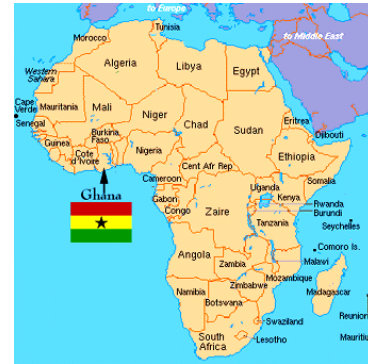 to Europe
Tunisia
to Middle East
Morocco
Algeria
Libya
Egypt
Western
Sahara
Cape
Verde
Mauritania
Mali
Niger
Chad
Sudan
Eritrea
Senegal
Djibouti
Burkina
Faso
Guinea
Nigeria
Cote
d'Ivoire
Ethiopia
Cent Afr Rep
Cameroon
Somalia
Ghana
Uganda
Kenya
Gabon
Congo
Zaire
Rwanda
Burundi
Tanzania
Seychelles
Comoro Is.
Angola
Malawi
Zambia
Mozambique
Zimbabwe
Namibia
Madagascar
Botswana
Reunion
Swaziland
South
Africa
Lesotho
Mauritiu